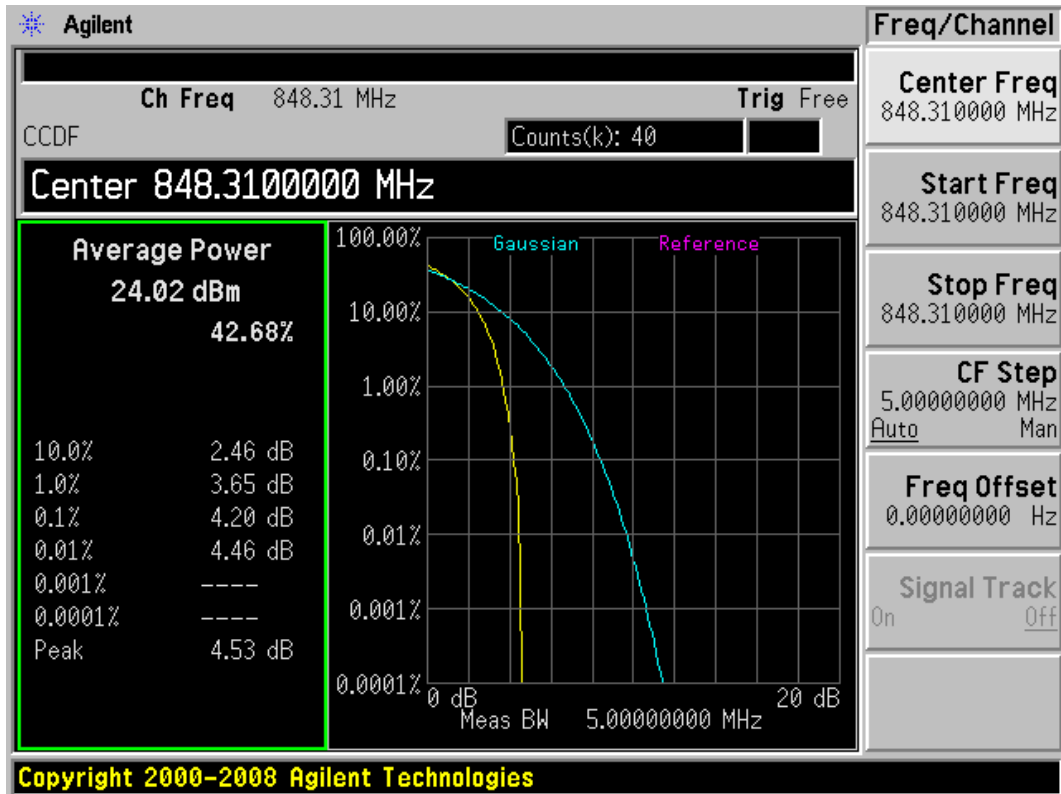 Agilent
Freq/Channel
Ch Freq 848.31 MHz Trig Free
CCDF Counts(k): 40
Center 848.3100000 MHz
Average Power
24.02 dBm
42.68%
10.0% 2.46 dB
1.0% 3.65 dB
0.1% 4.20 dB
0.01% 4.46 dB
0.001% ----
0.0001% ----
Peak 4.53 dB
Gaussian Reference
100.00%
10.00%
1.00%
0.10%
0.01%
0.001%
0.0001%
0 dB 20 dB
Meas BW 5.00000000 MHz
Center Freq
848.310000 MHz
Start Freq
848.310000 MHz
Stop Freq
848.310000 MHz
CF Step
5.00000000 MHz
Auto Man
Freq Offset
0.00000000 Hz
Signal Track
On Off
Copyright 2000-2008 Agilent Technologies